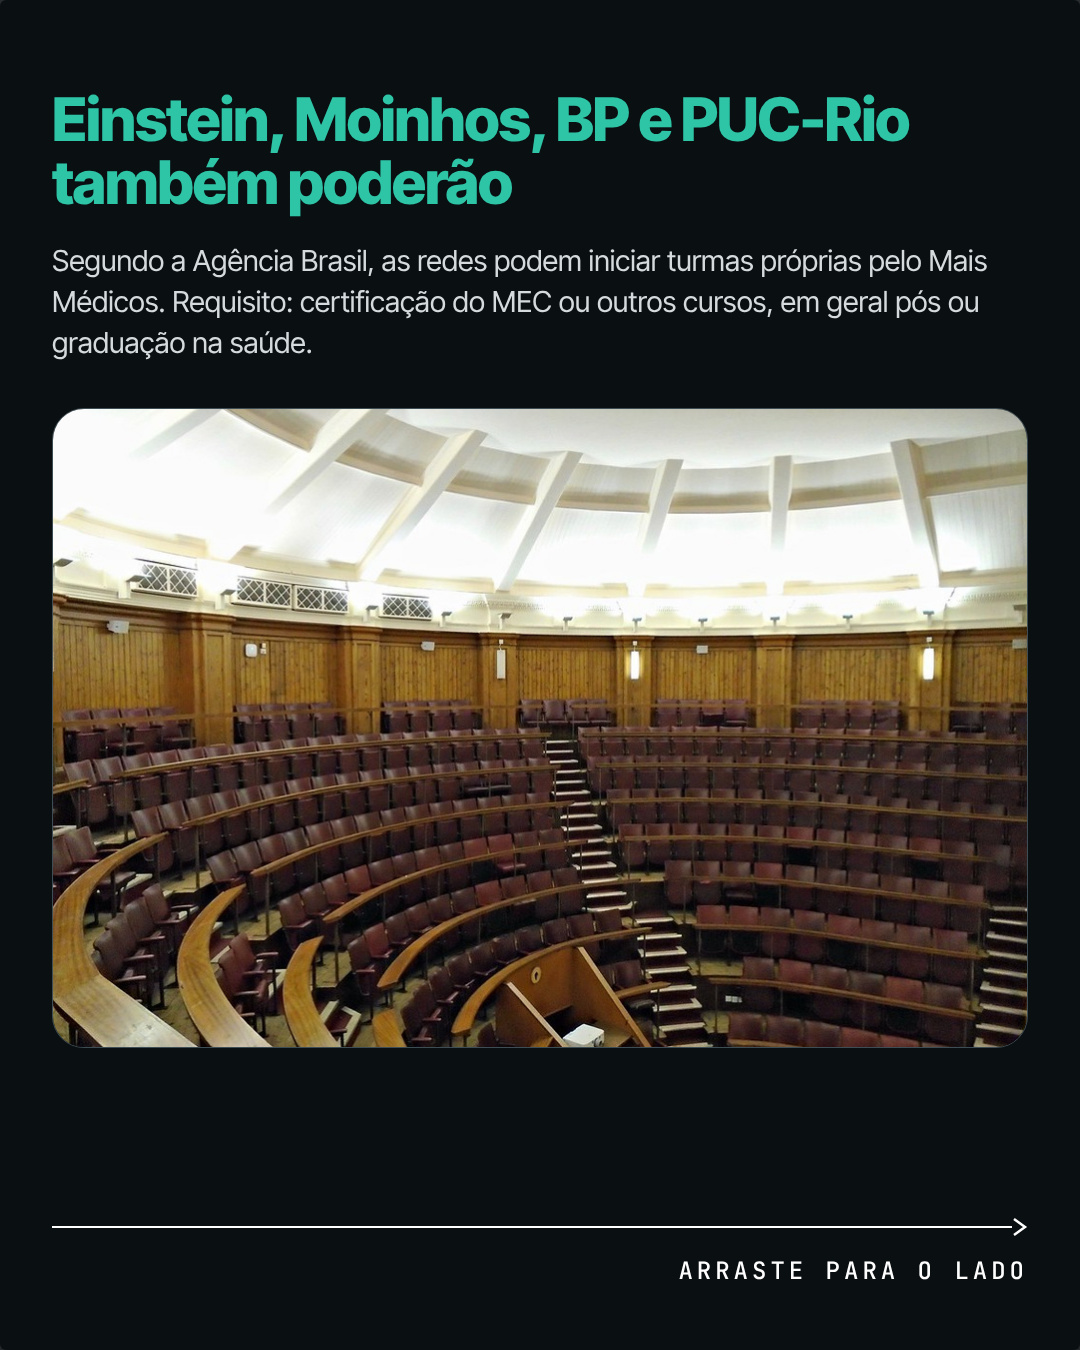 Einstein, Moinhos, BP e PUC-Rio
também poderão
Segundo a Agência Brasil, as redes podem iniciar turmas próprias pelo Mais
Médicos. Requisito: certificação do MEC ou outros cursos, em geral pós ou
graduação na saúde.
ARRASTE PARA O LADO